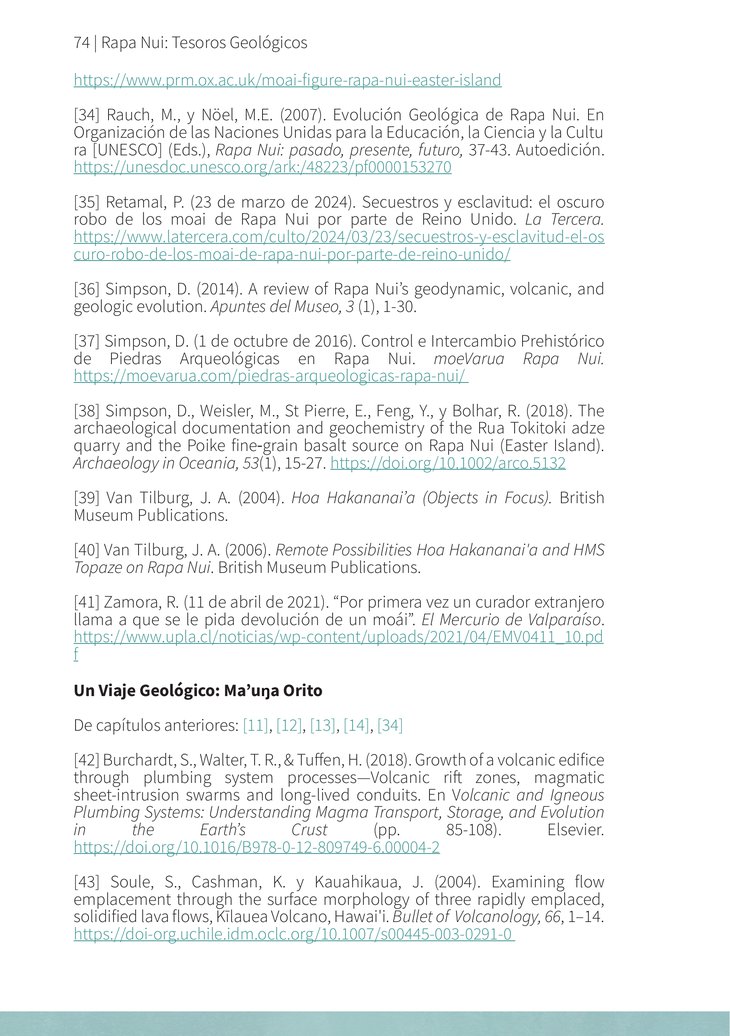 74 | Rapa Nui: Tesoros Geológicos
https://www.prm.ox.ac.uk/moai-figure-rapa-nui-easter-island
[34] Rauch, M., y Nöel, M.E. (2007). Evolución Geológica de Rapa Nui. En
Organización de las Naciones Unidas para la Educación, la Ciencia y la Cultu
ra [UNESCO] (Eds.), Rapa Nui: pasado, presente, futuro, 37-43. Autoedición.
https://unesdoc.unesco.org/ark:/48223/pf0000153270
[35] Retamal, P. (23 de marzo de 2024). Secuestros y esclavitud: el oscuro
robo de los moai de Rapa Nui por parte de Reino Unido. La Tercera.
https://www.latercera.com/culto/2024/03/23/secuestros-y-esclavitud-el-os
curo-robo-de-los-moai-de-rapa-nui-por-parte-de-reino-unido/
[36] Simpson, D. (2014). A review of Rapa Nui’s geodynamic, volcanic, and
geologic evolution. Apuntes del Museo, 3 (1), 1-30.
[37] Simpson, D. (1 de octubre de 2016). Control e Intercambio Prehistórico
de Piedras Arqueológicas en Rapa Nui. moeVarua Rapa Nui.
https://moevarua.com/piedras-arqueologicas-rapa-nui/
[38] Simpson, D., Weisler, M., St Pierre, E., Feng, Y., y Bolhar, R. (2018). The
archaeological documentation and geochemistry of the Rua Tokitoki adze
quarry and the Poike fine-grain basalt source on Rapa Nui (Easter Island).
Archaeology in Oceania, 53(1), 15-27. https://doi.org/10.1002/arco.5132
[39] Van Tilburg, J. A. (2004). Hoa Hakananai’a (Objects in Focus). British
Museum Publications.
[40] Van Tilburg, J. A. (2006). Remote Possibilities Hoa Hakananai'a and HMS
Topaze on Rapa Nui. British Museum Publications.
[41] Zamora, R. (11 de abril de 2021). “Por primera vez un curador extranjero
llama a que se le pida devolución de un moái”. El Mercurio de Valparaíso.
https://www.upla.cl/noticias/wp-content/uploads/2021/04/EMV0411_10.pd
f
Un Viaje Geológico: Ma’uŋa Orito
De capítulos anteriores: [11], [12], [13], [14], [34]
[42] Burchardt, S., Walter, T. R., & Tuffen, H. (2018). Growth of a volcanic edifice
through plumbing system processes—Volcanic rift zones, magmatic
sheet-intrusion swarms and long-lived conduits. En Volcanic and Igneous
Plumbing Systems: Understanding Magma Transport, Storage, and Evolution
in the Earth’s Crust (pp. 85-108). Elsevier.
https://doi.org/10.1016/B978-0-12-809749-6.00004-2
[43] Soule, S., Cashman, K. y Kauahikaua, J. (2004). Examining flow
emplacement through the surface morphology of three rapidly emplaced,
solidified lava flows, Kīlauea Volcano, Hawai'i. Bullet of Volcanology, 66, 1–14.
https://doi-org.uchile.idm.oclc.org/10.1007/s00445-003-0291-0